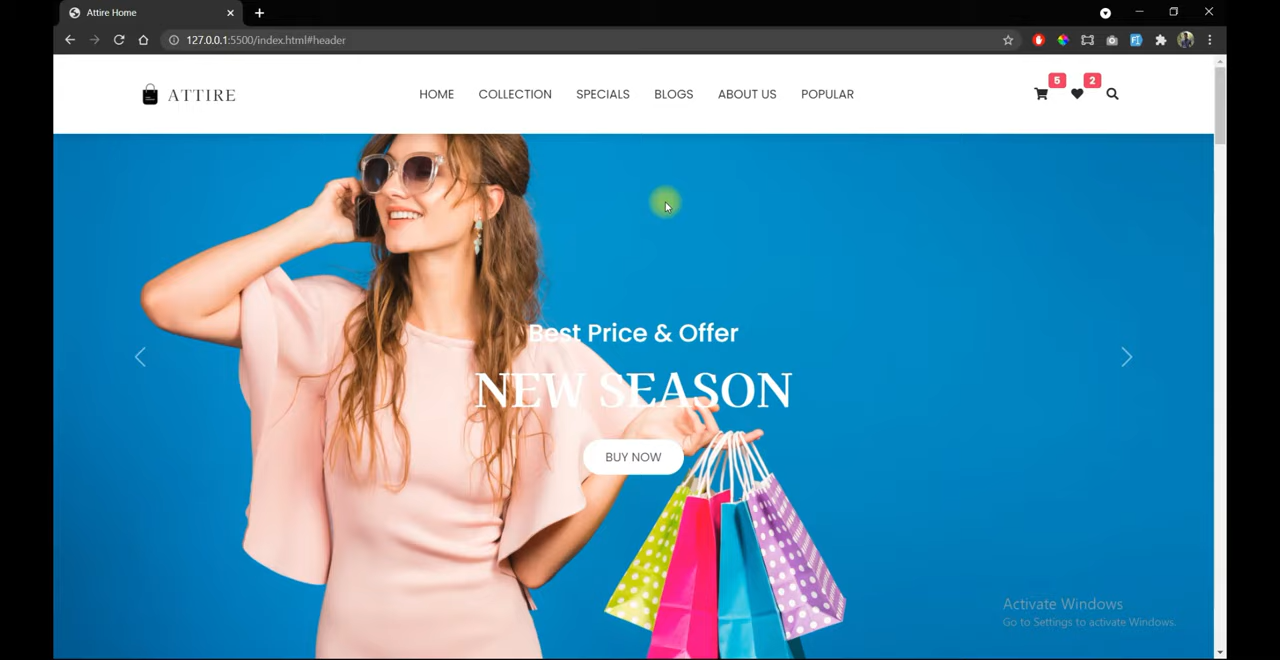 Attire Home
127.0.0.1:5500/index.html#header
ATTIRE
HOME COLLECTION SPECIALS BLOGS ABOUT US POPULAR
5 2
Best Price & Offer
NEW SEASON
BUY NOW
Activate Windows
Go to Settings to activate Windows.